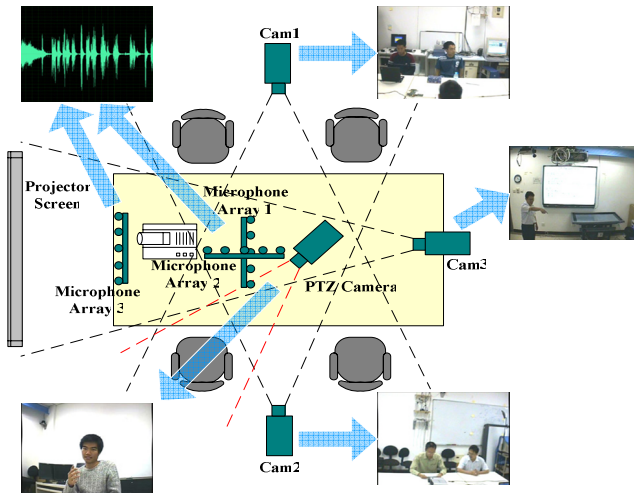 Cam1
Projector
Screen
Microphone
Array 1
Microphone
Array 2
Cam3
PTZ Camera
Microphone
Array 3
Cam2